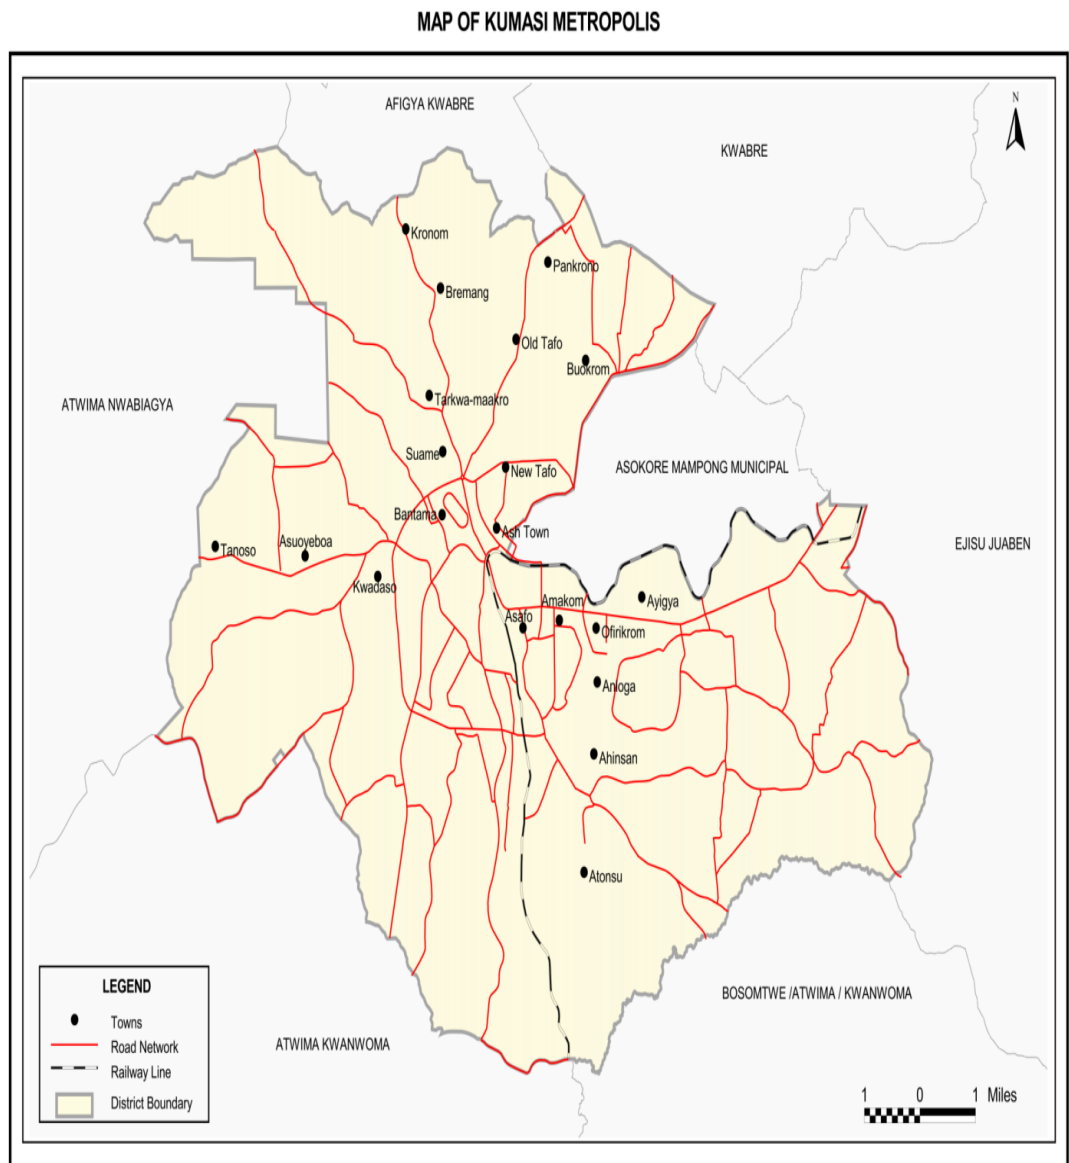 MAP OF KUMASI METROPOLIS
AFIGYA KWABRE
N
KWABRE
Kronom
Pankrono
Bremang
Old Tafo
Buokrom
ATWIMA NWABIAGYA
Tarkwa-maakro
Suame
New Tafo
ASOKORE MAMPONG MUNICIPAL
Bantama
Ash Town
Tanoso
Asuoyeboa
EJISU JUABEN
Kwadaso
Amakom
Ayigya
Asafo
Ofirikrom
Anloga
Ahinsan
Atonsu
BOSOMTWE /ATWIMA / KWANWOMA
ATWIMA KWANWOMA
LEGEND
Towns
Road Network
Railway Line
District Boundary
1 0 1 Miles